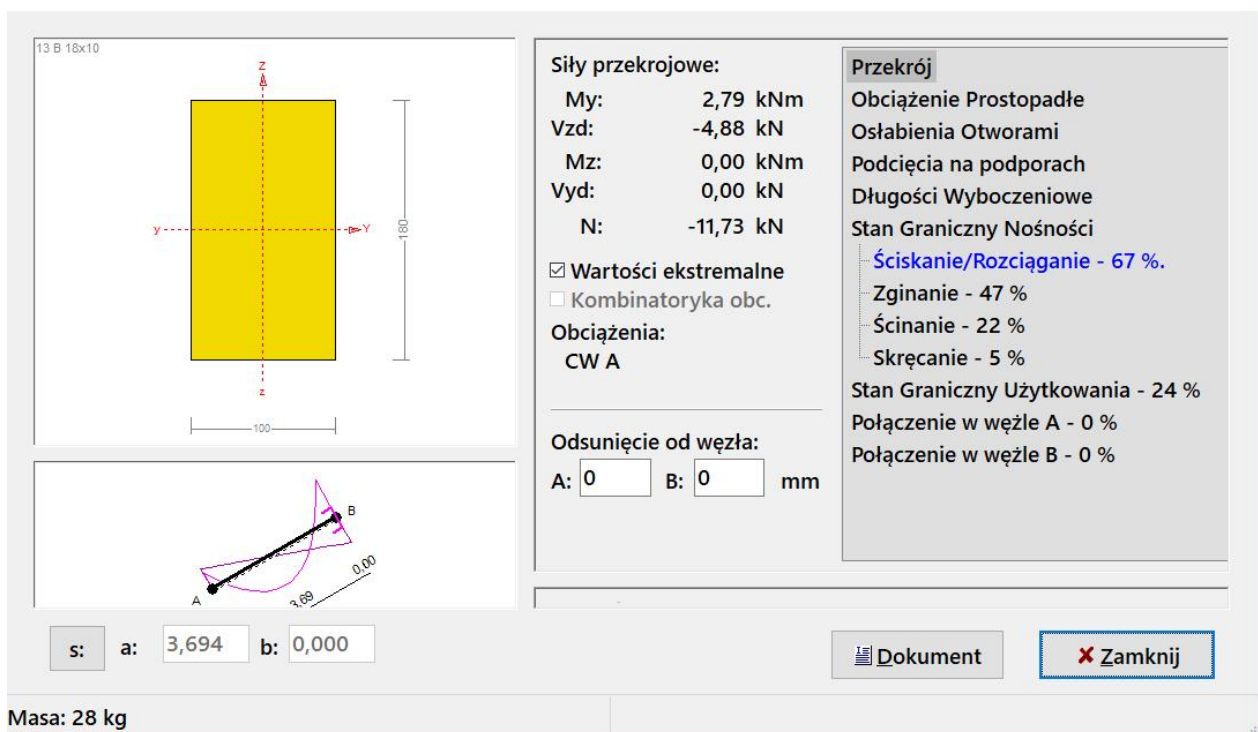 13 B 18x10
Z
y
Y
z
180
100
A
B
3,69
0,00
Siły przekrojowe:
My: 2,79 kNm
Vzd: -4,88 kN
Mz: 0,00 kNm
Vyd: 0,00 kN
N: -11,73 kN
Wartości ekstremalne
Kombinatoryka obc.
Obciążenia:
CW A
Odsunięcie od węzła:
A: 0 B: 0 mm
Przekrój
Obciążenie Prostopadłe
Osłabienia Otworami
Podcięcia na podporach
Długości Wyboczeniowe
Stan Graniczny Nośności
Ściskanie/Rozciąganie - 67 %.
Zginanie - 47 %
Ścinanie - 22 %
Skręcanie - 5 %
Stan Graniczny Użytkowania - 24 %
Połączenie w węźle A - 0 %
Połączenie w węźle B - 0 %
s: a: 3,694 b: 0,000
Dokument
Zamknij
Masa: 28 kg